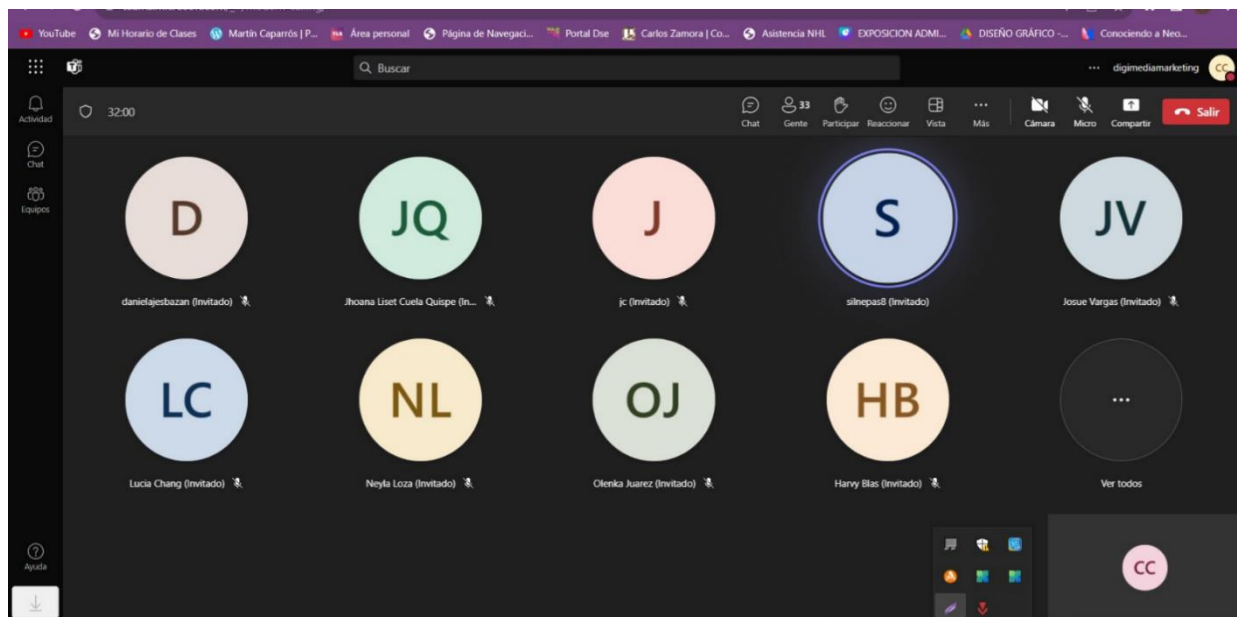 YouTube Mi Horario de Clases Martín Caparrós | P... Área personal Página de Navegaci... Portal Dse Carlos Zamora | Co... Asistencia NHL EXPOSICION ADMI... DISEÑO GRÁFICO -... Conociendo a Neo...
Buscar
... digimediamarketing CC
Actividad
32:00
33
Chat Gente Participar Reaccionar Vista Más Cámara Micro Compartir Salir
Chat
Equipos
D JQ J S JV
danielajesbazan (Invitado) Jhoana Liset Cuela Quispe (In... jc (Invitado) silnepas8 (Invitado) Josue Vargas (Invitado)
LC NL OJ HB ...
Lucia Chang (Invitado) Neyla Loza (Invitado) Olenka Juarez (Invitado) Harvy Blas (Invitado) Ver todos
Ayuda
CC